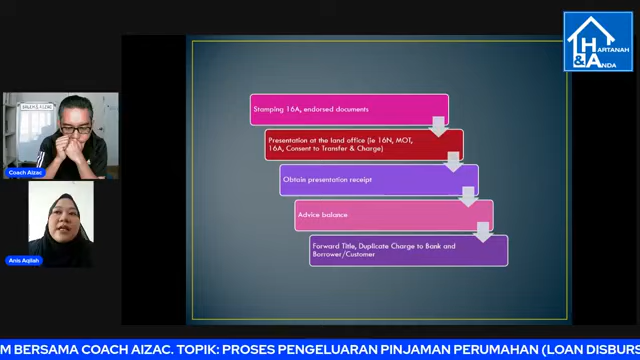 HARTANAH
& ANDA
Stamping 16A, endorsed documents
Presentation at the land office (ie 16N, MOT,
16A, Consent to Transfer & Charge)
Obtain presentation receipt
Advice balance
Forward Title, Duplicate Charge to Bank and
Borrower/Customer
Coach Aizac
Anis Aqilah
M BERSAMA COACH AIZAC. TOPIK: PROSES PENGELUARAN PINJAMAN PERUMAHAN (LOAN DISBURS